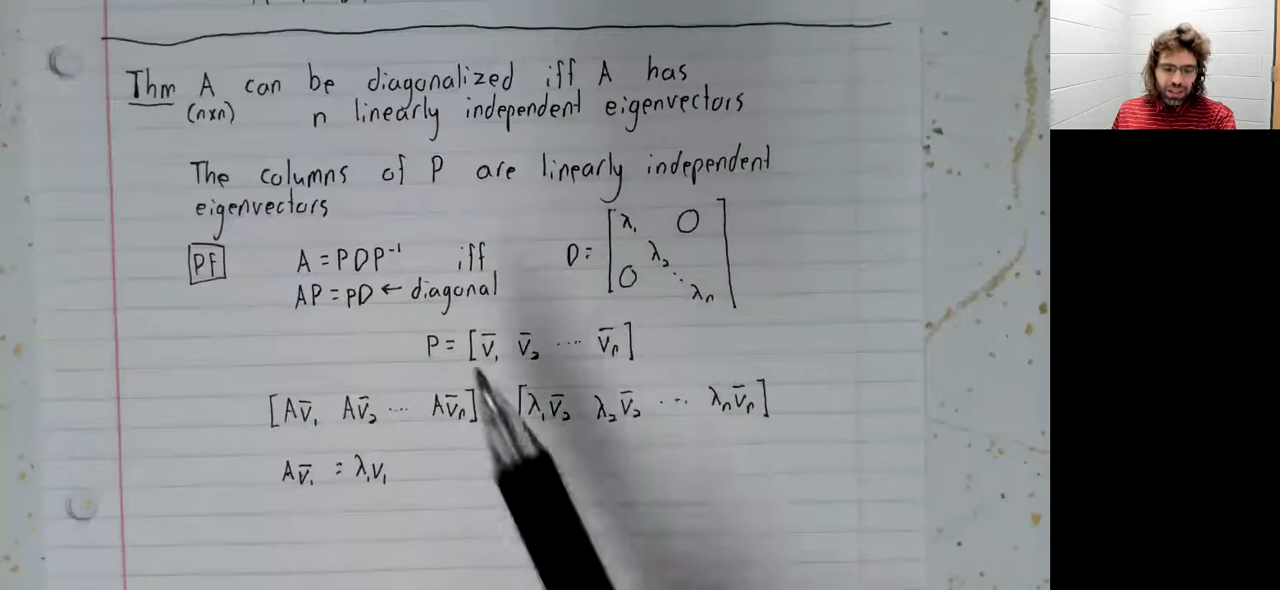 Thm A can be diagonalized iff A has
(n×n) n linearly independent eigenvectors
The columns of P are linearly independent
eigenvectors
Pf A = PDP⁻¹ iff D = [λ₁ 0 λ₂ 0 ⋱ λₙ]
AP = PD ← diagonal
P = [v̄₁ v̄₂ ⋯ v̄ₙ]
[Av̄₁ Av̄₂ ⋯ Av̄ₙ] [λ₁v̄₂ λ₂v̄₂ ⋯ λₙv̄ₙ]
Av̄₁ = λ₁v₁